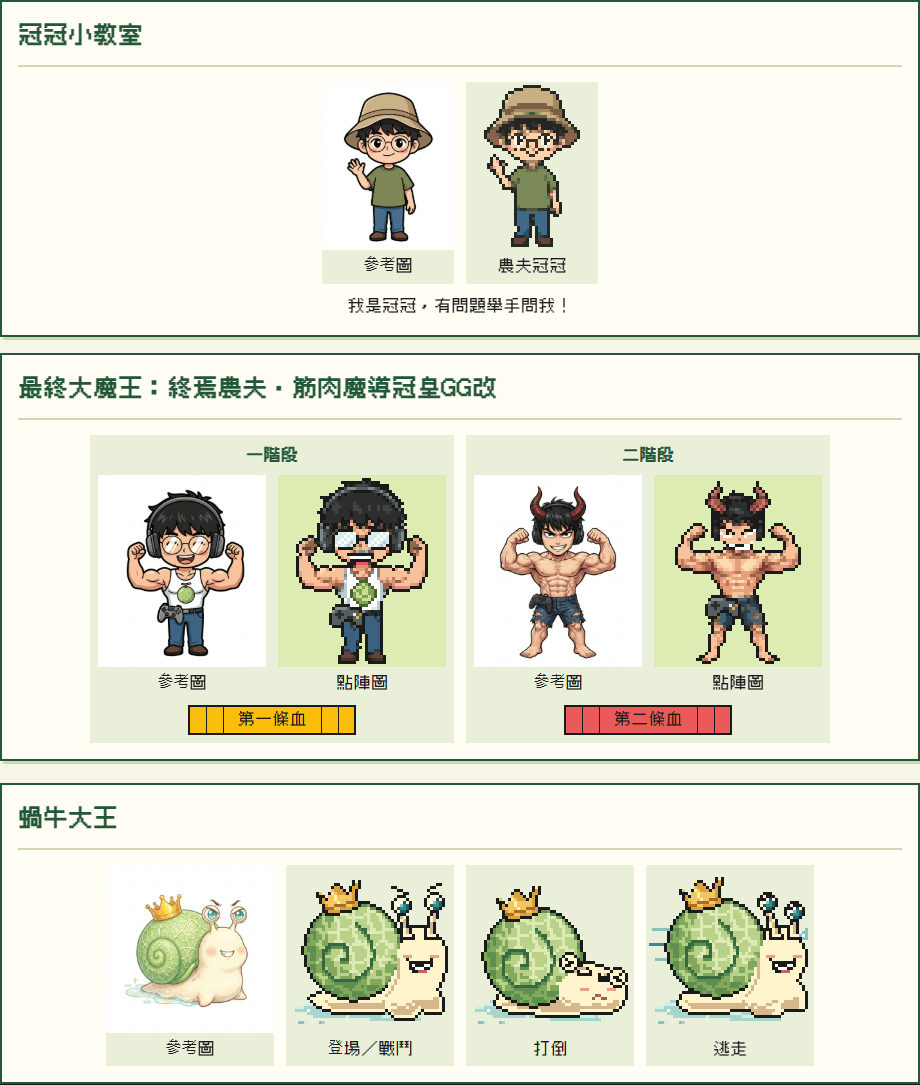 冠冠小教室
參考圖
農夫冠冠
我是冠冠，有問題舉手問我！
最終大魔王：終焉農夫·筋肉魔導冠皇GG改
一階段
二階段
參考圖
點陣圖
參考圖
點陣圖
第一條血
第二條血
蝸牛大王
參考圖
登場／戰鬥
打倒
逃走